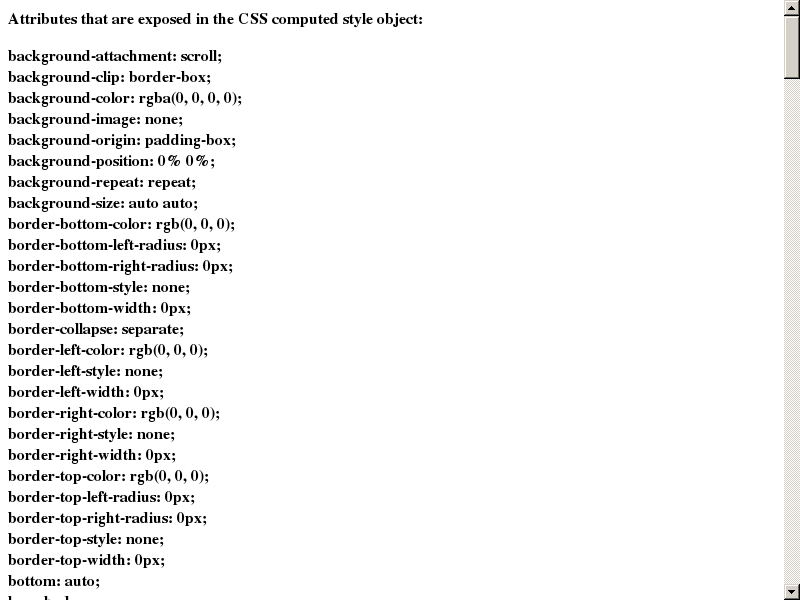 Attributes that are exposed in the CSS computed style object:
background-attachment: scroll;
background-clip: border-box;
background-color: rgba(0, 0, 0, 0);
background-image: none;
background-origin: padding-box;
background-position: 0% 0%;
background-repeat: repeat;
background-size: auto auto;
border-bottom-color: rgb(0, 0, 0);
border-bottom-left-radius: 0px;
border-bottom-right-radius: 0px;
border-bottom-style: none;
border-bottom-width: 0px;
border-collapse: separate;
border-left-color: rgb(0, 0, 0);
border-left-style: none;
border-left-width: 0px;
border-right-color: rgb(0, 0, 0);
border-right-style: none;
border-right-width: 0px;
border-top-color: rgb(0, 0, 0);
border-top-left-radius: 0px;
border-top-right-radius: 0px;
border-top-style: none;
border-top-width: 0px;
bottom: auto;